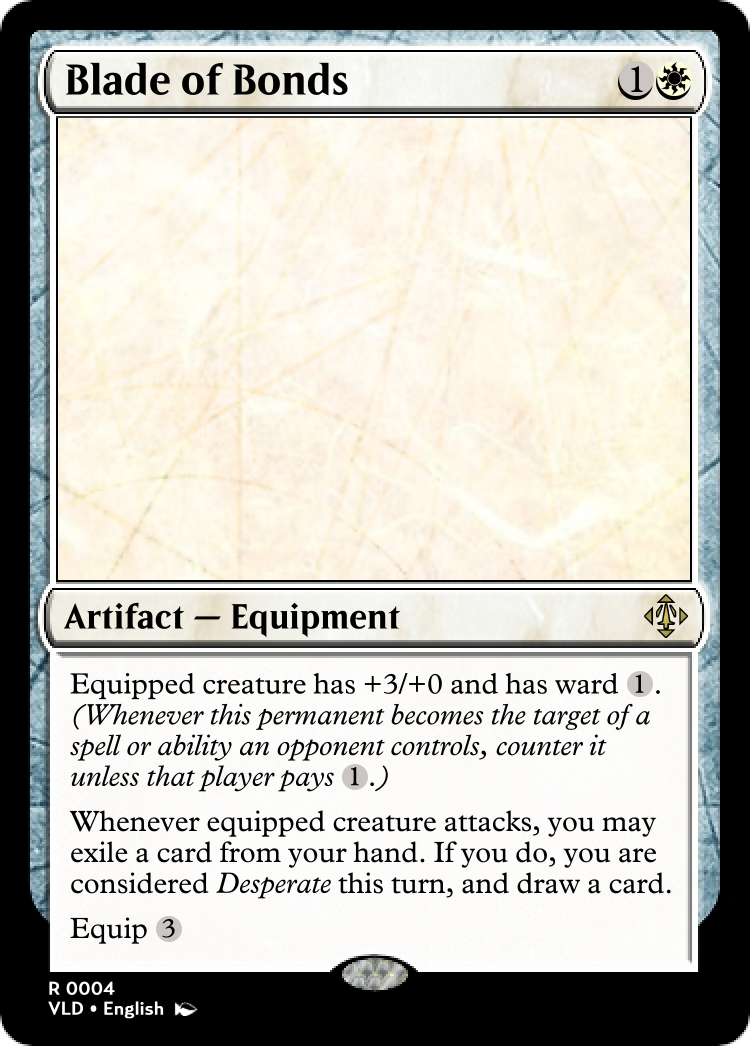 Blade of Bonds 1
Artifact — Equipment
Equipped creature has +3/+0 and has ward 1.
(Whenever this permanent becomes the target of a
spell or ability an opponent controls, counter it
unless that player pays 1.)
Whenever equipped creature attacks, you may
exile a card from your hand. If you do, you are
considered Desperate this turn, and draw a card.
Equip 3
R 0004
VLD • English